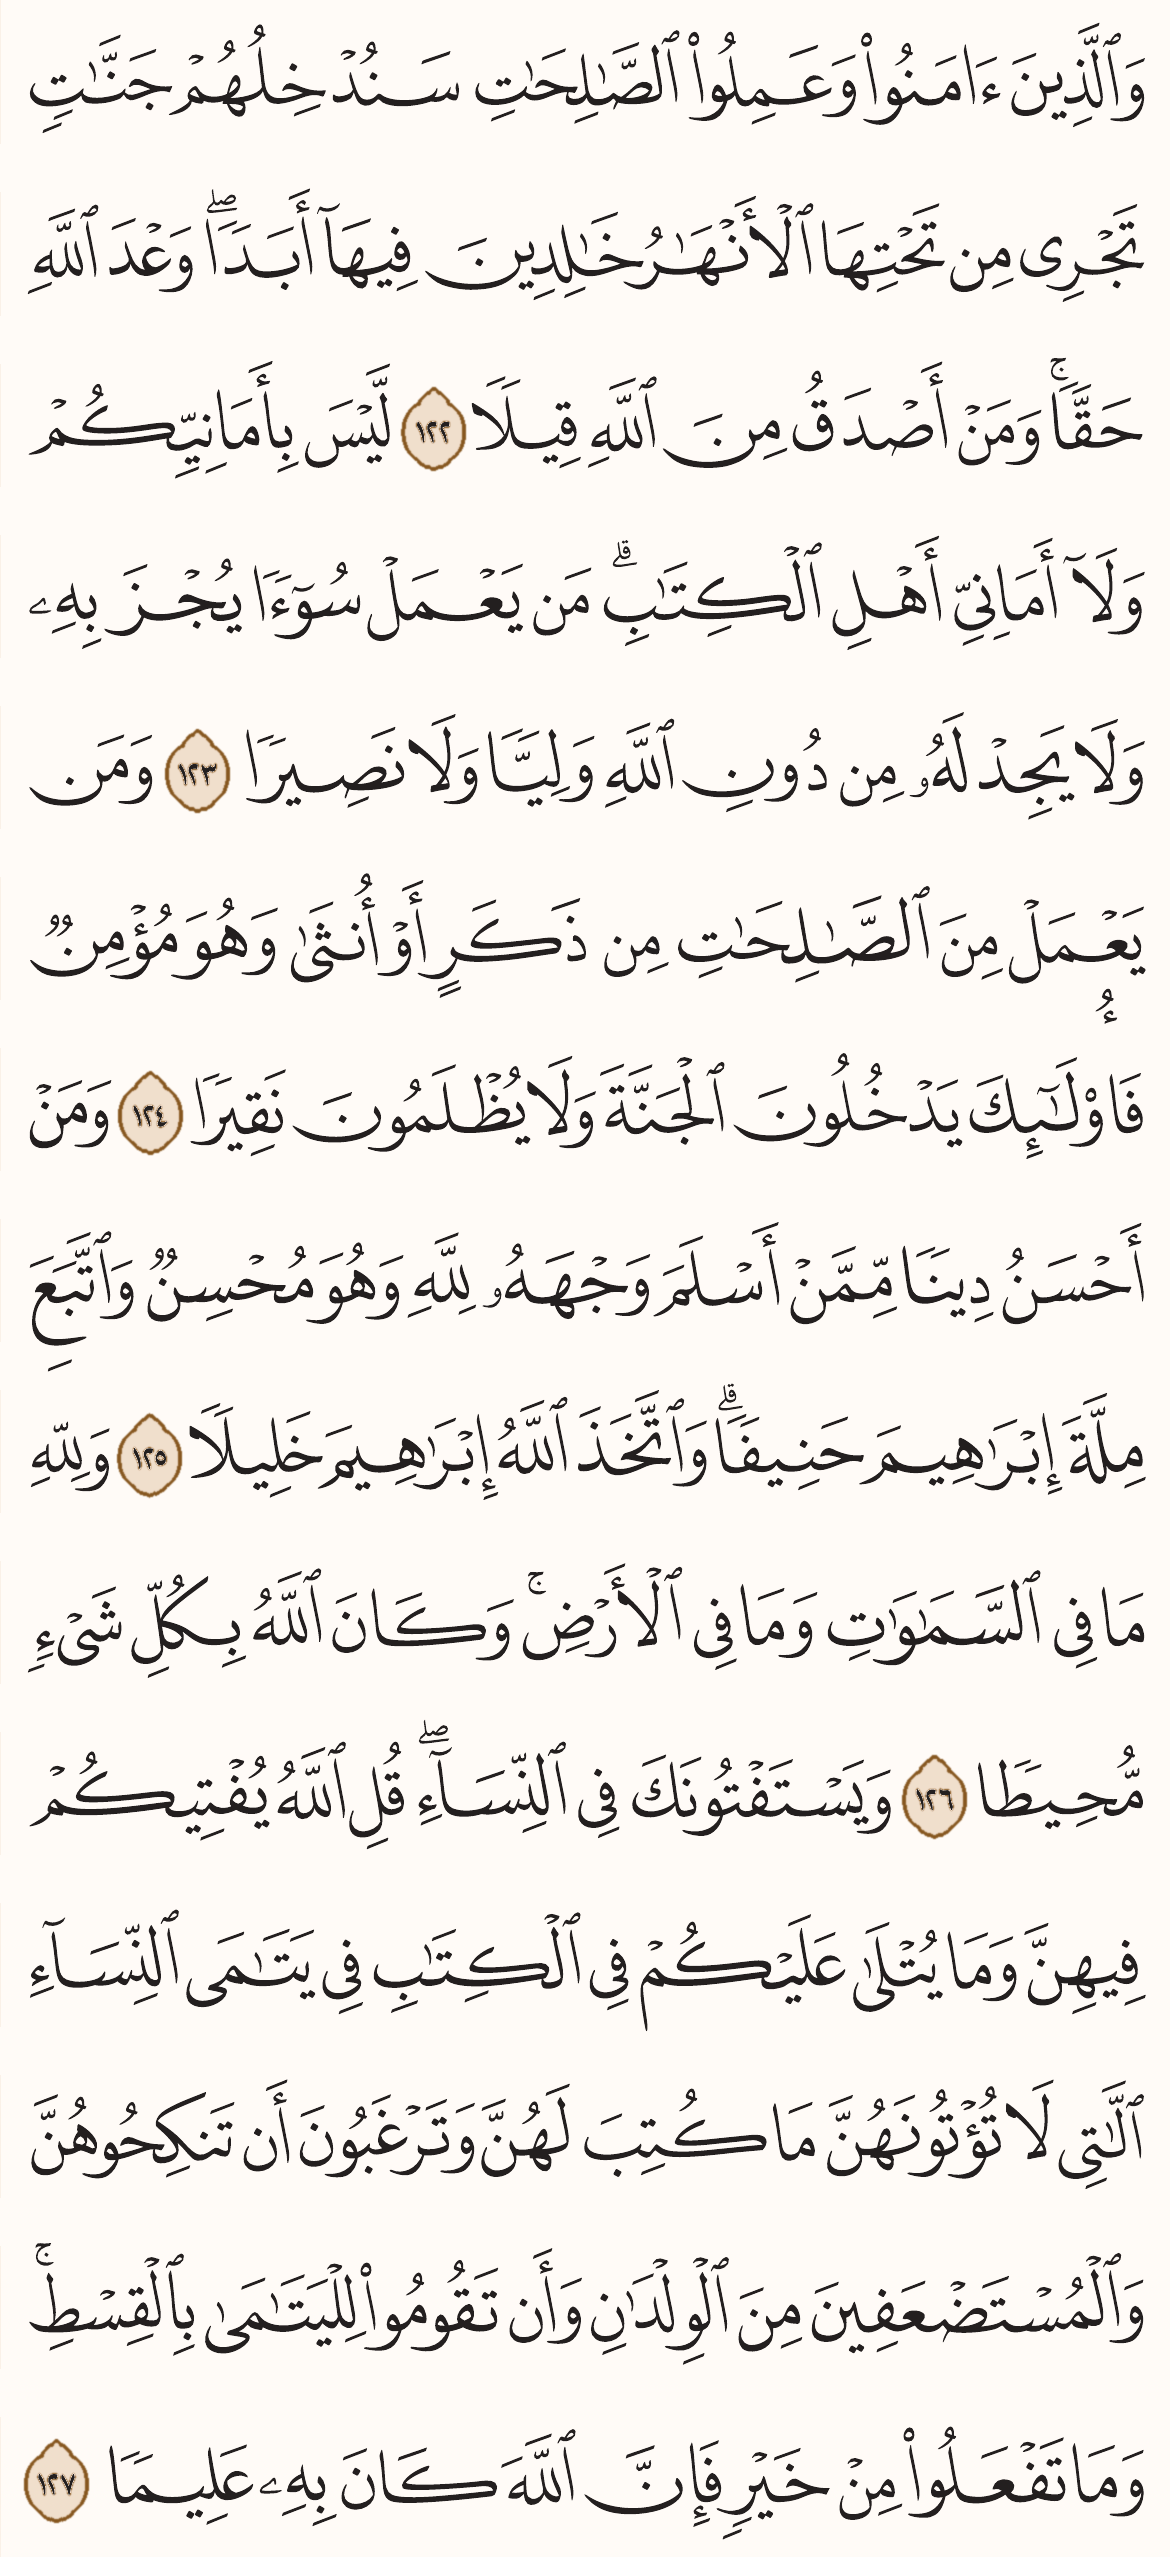 وَٱلَّذِينَ ءَامَنُوا۟ وَعَمِلُوا۟ ٱلصَّـٰلِحَـٰتِ سَنُدْخِلُهُمْ جَنَّـٰتٍ
تَجْرِى مِن تَحْتِهَا ٱلْأَنْهَـٰرُ خَـٰلِدِينَ فِيهَآ أَبَدًا ۖ وَعْدَ ٱللَّهِ
حَقًّا ۚ وَمَنْ أَصْدَقُ مِنَ ٱللَّهِ قِيلًا ١٢٢ لَّيْسَ بِأَمَانِيِّكُمْ
وَلَآ أَمَانِىِّ أَهْلِ ٱلْكِتَـٰبِ ۗ مَن يَعْمَلْ سُوٓءًا يُجْزَ بِهِۦ
وَلَا يَجِدْ لَهُۥ مِن دُونِ ٱللَّهِ وَلِيًّا وَلَا نَصِيرًا ١٢٣ وَمَن
يَعْمَلْ مِنَ ٱلصَّـٰلِحَـٰتِ مِن ذَكَرٍ أَوْ أُنثَىٰ وَهُوَ مُؤْمِنٌ
فَأُو۟لَـٰٓئِكَ يَدْخُلُونَ ٱلْجَنَّةَ وَلَا يُظْلَمُونَ نَقِيرًا ١٢٤ وَمَنْ
أَحْسَنُ دِينًا مِّمَّنْ أَسْلَمَ وَجْهَهُۥ لِلَّهِ وَهُوَ مُحْسِنٌ وَٱتَّبَعَ
مِلَّةَ إِبْرَٰهِيمَ حَنِيفًا ۗ وَٱتَّخَذَ ٱللَّهُ إِبْرَٰهِيمَ خَلِيلًا ١٢٥ وَلِلَّهِ
مَا فِى ٱلسَّمَـٰوَٰتِ وَمَا فِى ٱلْأَرْضِ ۚ وَكَانَ ٱللَّهُ بِكُلِّ شَىْءٍ
مُّحِيطًا ١٢٦ وَيَسْتَفْتُونَكَ فِى ٱلنِّسَآءِ ۖ قُلِ ٱللَّهُ يُفْتِيكُمْ
فِيهِنَّ وَمَا يُتْلَىٰ عَلَيْكُمْ فِى ٱلْكِتَـٰبِ فِى يَتَـٰمَى ٱلنِّسَآءِ
ٱلَّـٰتِى لَا تُؤْتُونَهُنَّ مَا كُتِبَ لَهُنَّ وَتَرْغَبُونَ أَن تَنكِحُوهُنَّ
وَٱلْمُسْتَضْعَفِينَ مِنَ ٱلْوِلْدَٰنِ وَأَن تَقُومُوا۟ لِلْيَتَـٰمَىٰ بِٱلْقِسْطِ ۚ
وَمَا تَفْعَلُوا۟ مِنْ خَيْرٍ فَإِنَّ ٱللَّهَ كَانَ بِهِۦ عَلِيمًا ١٢٧